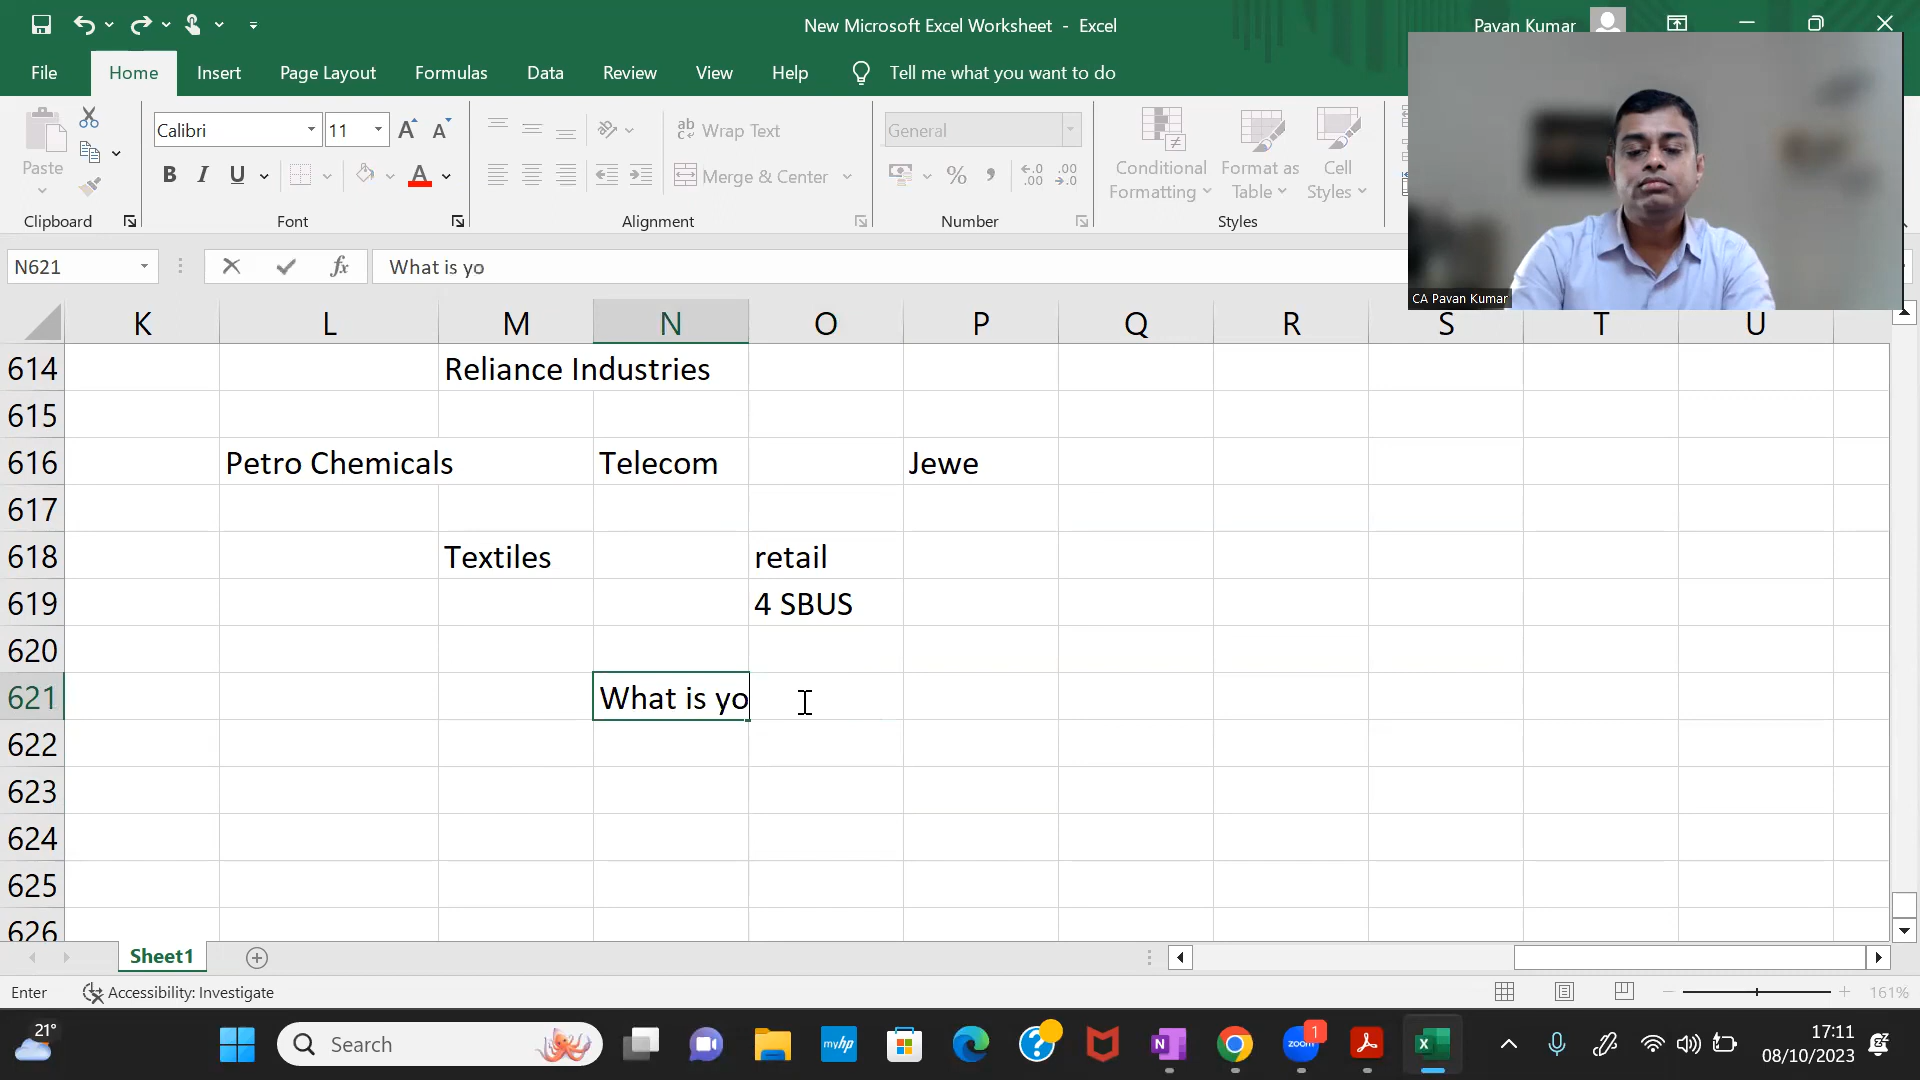 New Microsoft Excel Worksheet - Excel
Pavan Kumar
File Home Insert Page Layout Formulas Data Review View Help Tell me what you want to do
Calibri 11
Wrap Text
General
Paste
B I U
Merge & Center
Conditional Formatting
Format as Table
Cell Styles
Clipboard Font Alignment Number Styles
CA Pavan Kumar
N621
fx
What is yo
K L M N O P Q R S T U
614 Reliance Industries
615
616 Petro Chemicals Telecom Jewe
617
618 Textiles retail
619 4 SBUS
620
621 What is yo
622
623
624
625
626
Sheet1
Enter Accessibility: Investigate 161%
21°
Search
myhp
zoom
1
17:11
08/10/2023